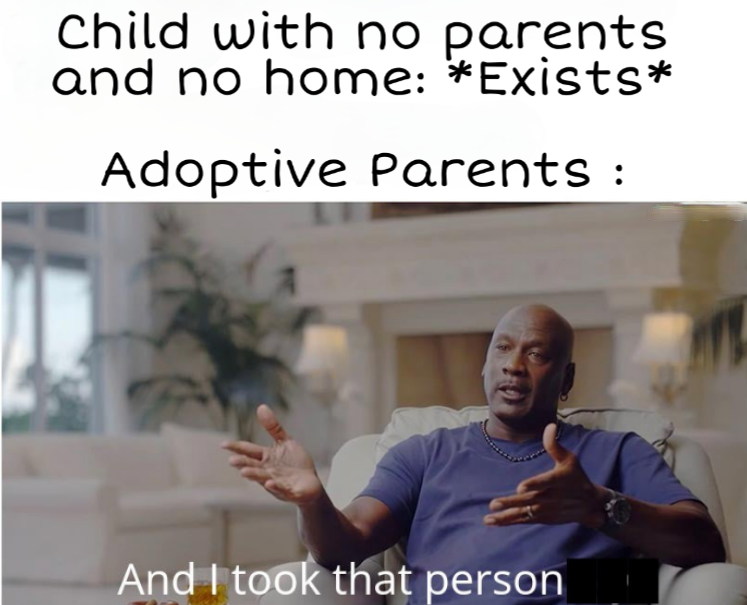 Child with no parents
and no home: *Exists*
Adoptive Parents :
And I took that person